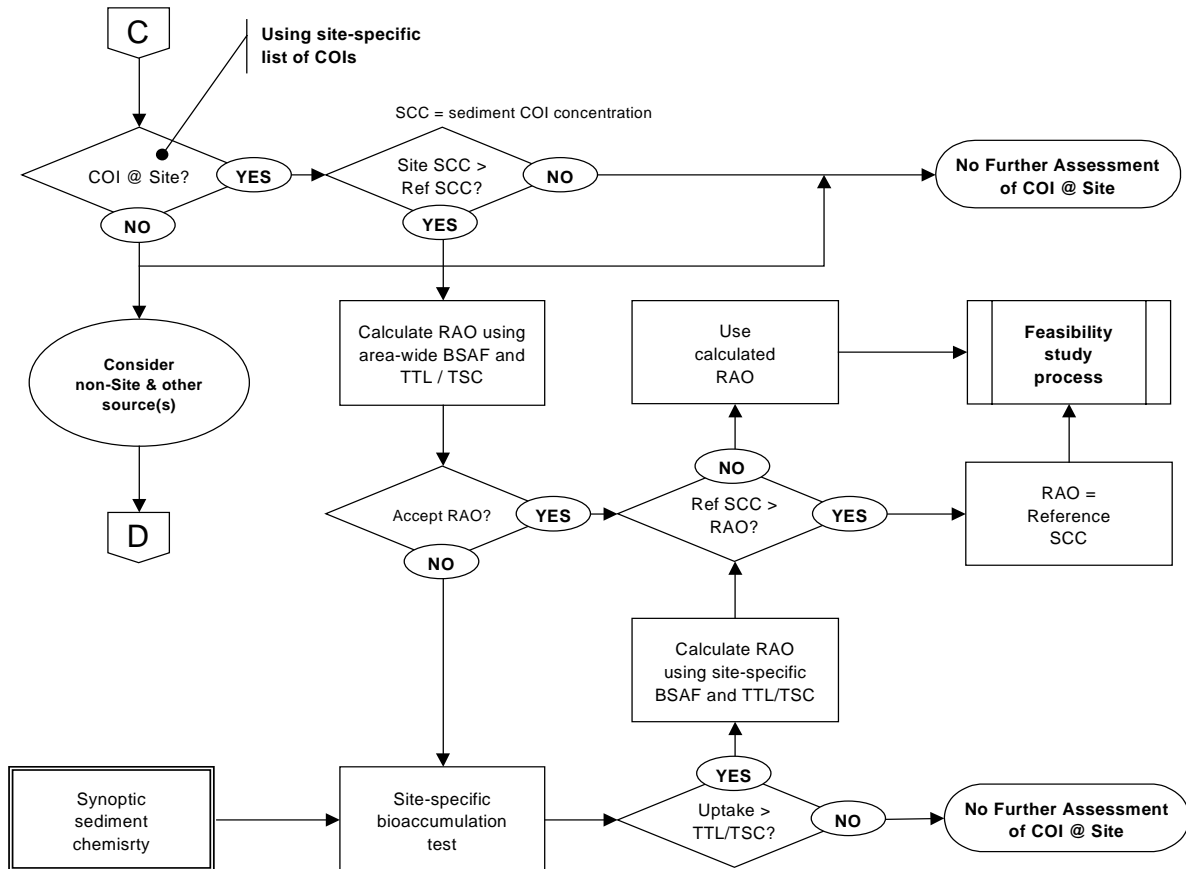 C
Using site-specific
list of COIs
SCC = sediment COI concentration
COI @ Site?
YES
Site SCC >
Ref SCC?
NO
No Further Assessment
of COI @ Site
NO
YES
Consider
non-Site & other
source(s)
Calculate RAO using
area-wide BSAF and
TTL / TSC
Use
calculated
RAO
Feasibility
study
process
D
Accept RAO?
YES
NO
NO
Ref SCC >
RAO?
YES
RAO =
Reference
SCC
Calculate RAO
using site-specific
BSAF and TTL/TSC
Synoptic
sediment
chemisrty
Site-specific
bioaccumulation
test
YES
Uptake >
TTL/TSC?
NO
No Further Assessment
of COI @ Site